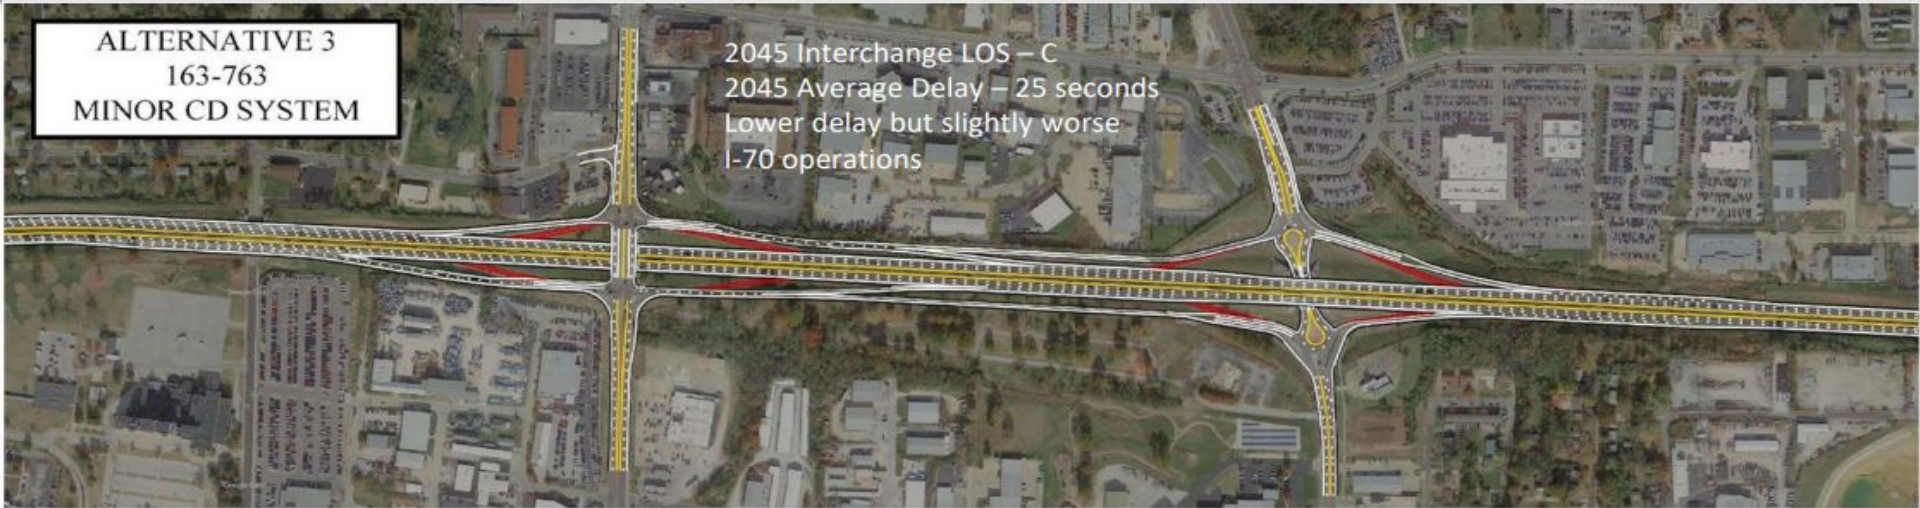 ALTERNATIVE 3
163-763
MINOR CD SYSTEM
2045 Interchange LOS – C
2045 Average Delay – 25 seconds
Lower delay but slightly worse
I-70 operations